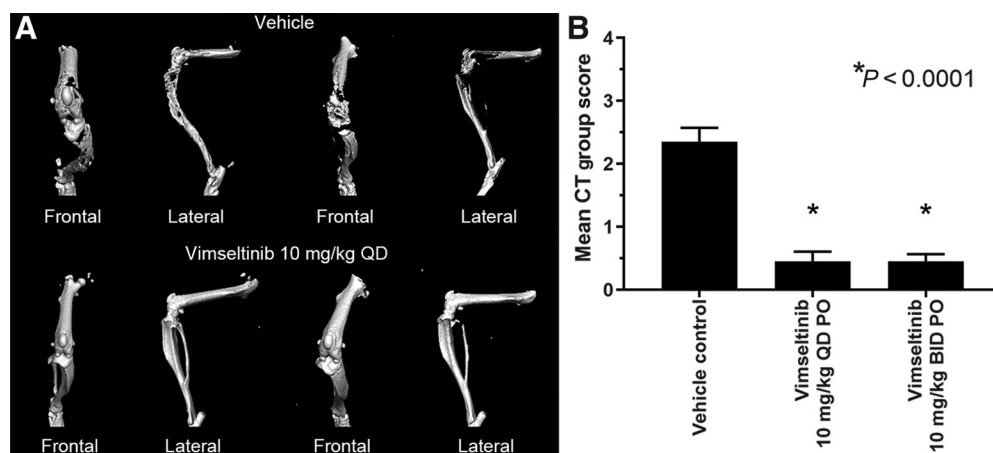 A
Vehicle
Frontal
Lateral
Frontal
Lateral
Vimseltinib 10 mg/kg QD
Frontal
Lateral
Frontal
Lateral
B
Mean CT group score
4
3
2
1
0
*P < 0.0001
*
*
Vehicle control
Vimseltinib
10 mg/kg QD PO
Vimseltinib
10 mg/kg BID PO